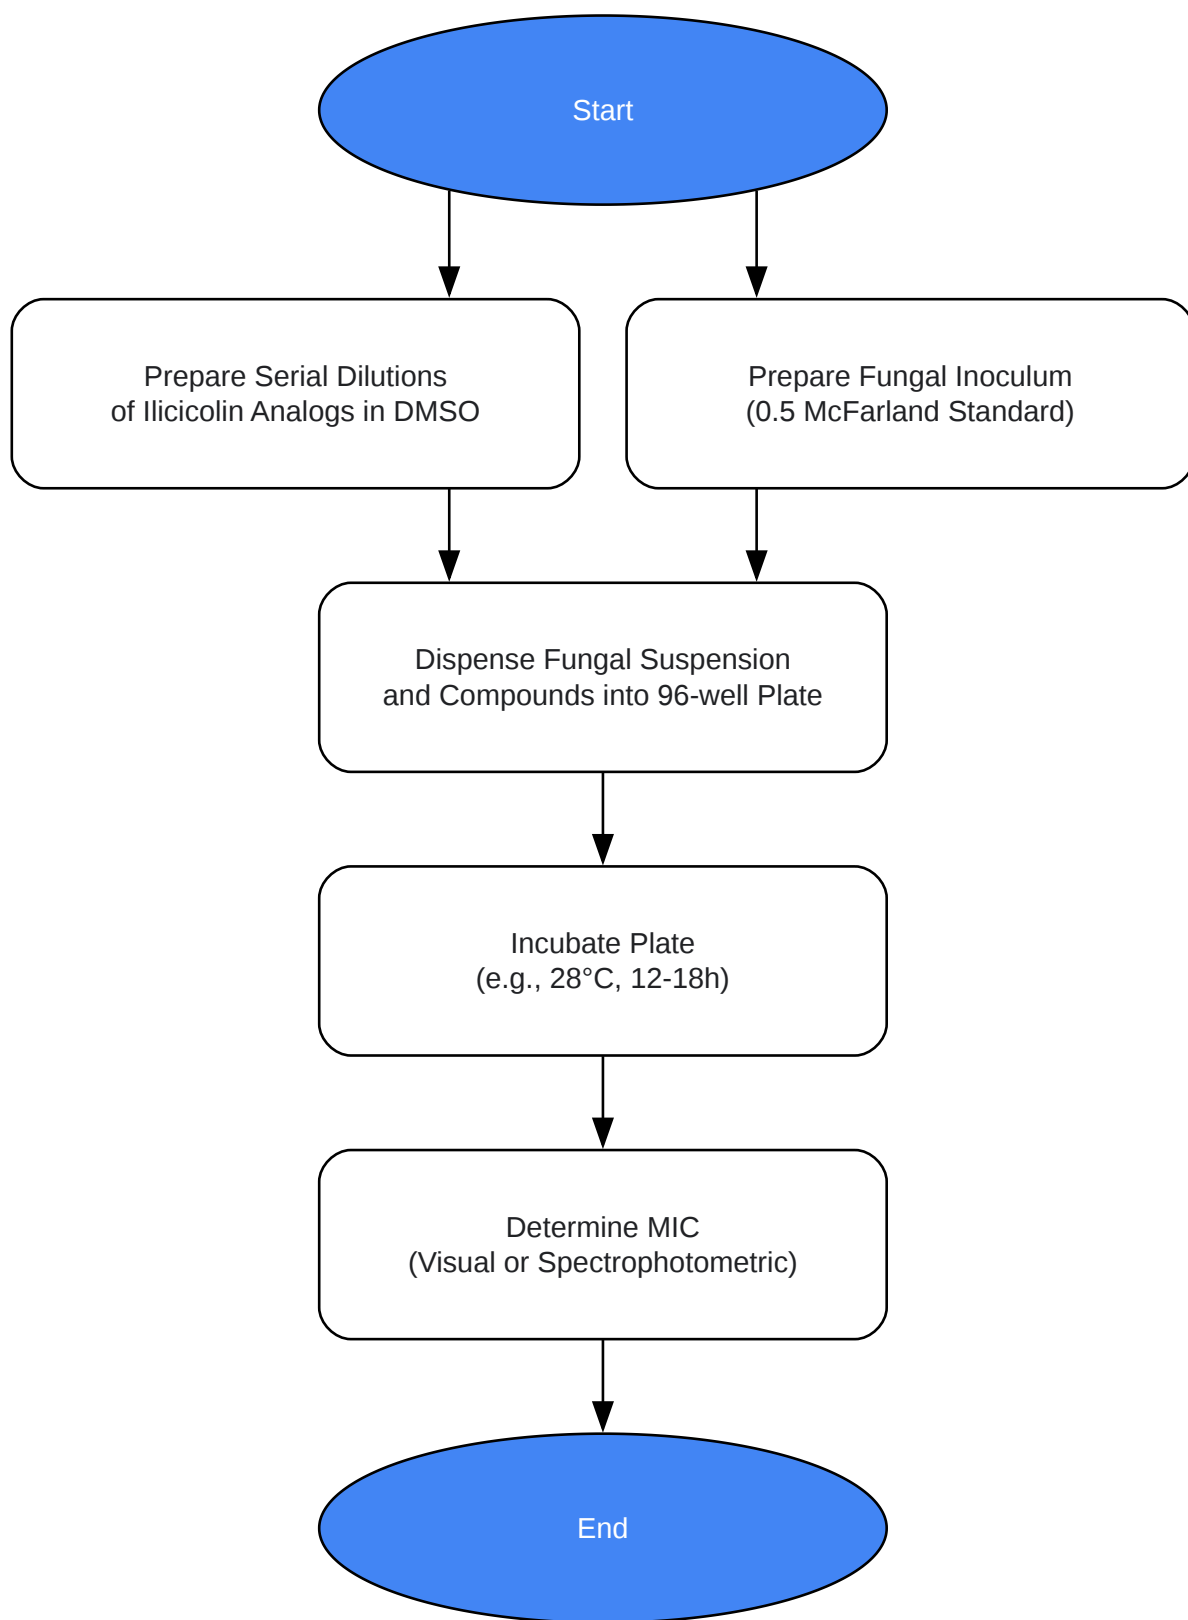 Start
Prepare Serial Dilutions
of Ilicicolin Analogs in DMSO
Prepare Fungal Inoculum
(0.5 McFarland Standard)
Dispense Fungal Suspension
and Compounds into 96-well Plate
Incubate Plate
(e.g., 28°C, 12-18h)
Determine MIC
(Visual or Spectrophotometric)
End